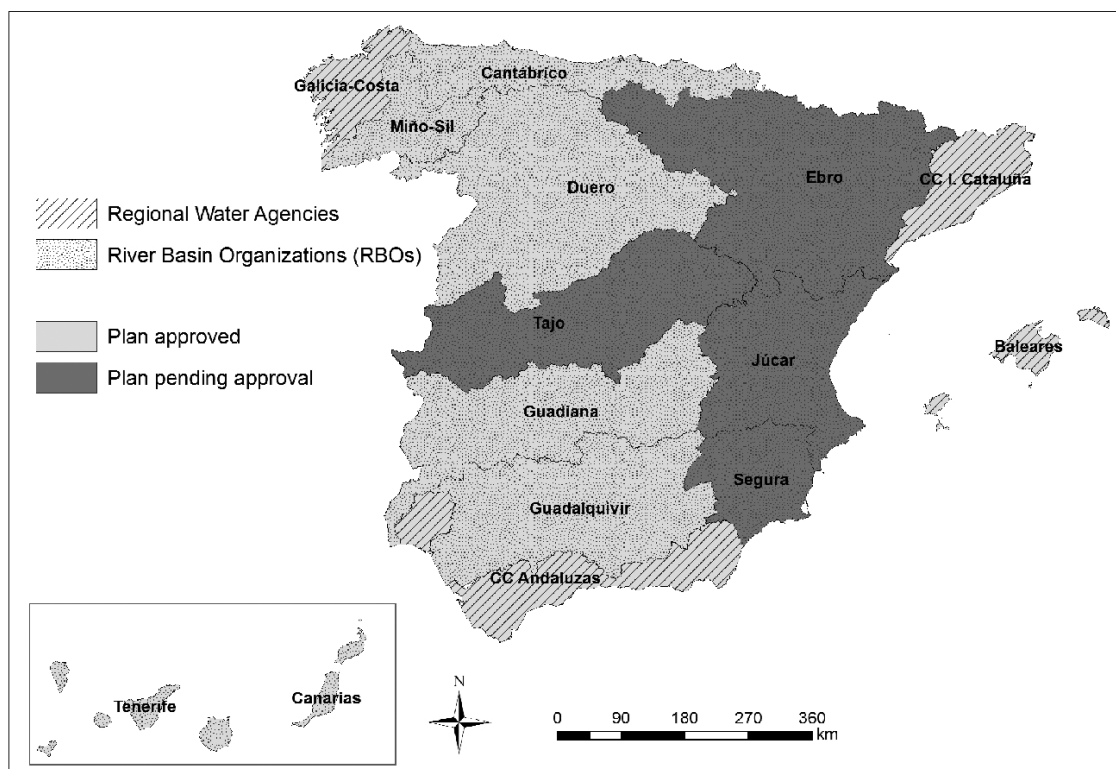 Galicia-Costa
Cantábrico
Miño-Sil
Duero
Ebro
CC I. Cataluña
Regional Water Agencies
River Basin Organizations (RBOs)
Plan approved
Plan pending approval
Tajo
Júcar
Baleares
Guadiana
Segura
Guadalquivir
CC Andaluzas
Tenerife
Canarias
N
0 90 180 270 360
km